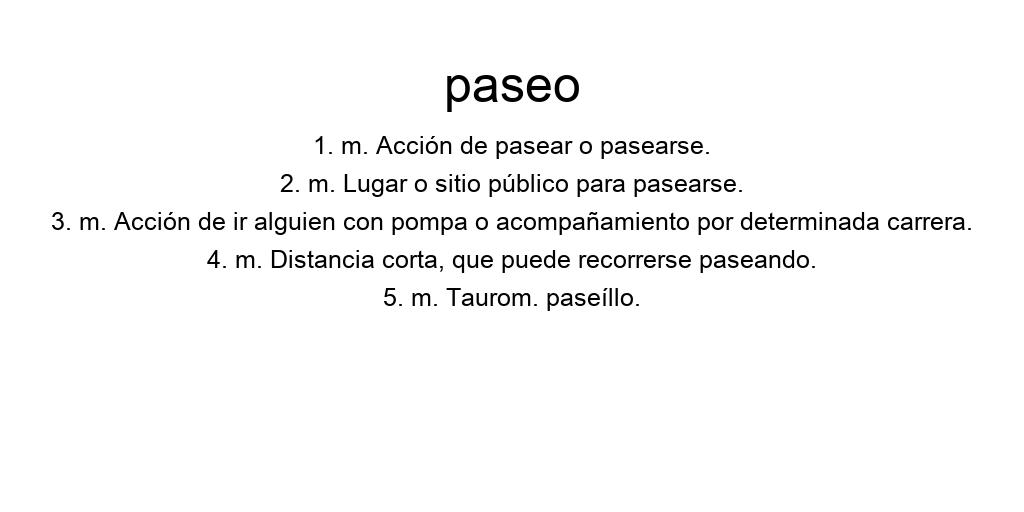 paseo
1. m. Acción de pasear o pasearse.
2. m. Lugar o sitio público para pasearse.
3. m. Acción de ir alguien con pompa o acompañamiento por determinada carrera.
4. m. Distancia corta, que puede recorrerse paseando.
5. m. Taurom. paseíllo.